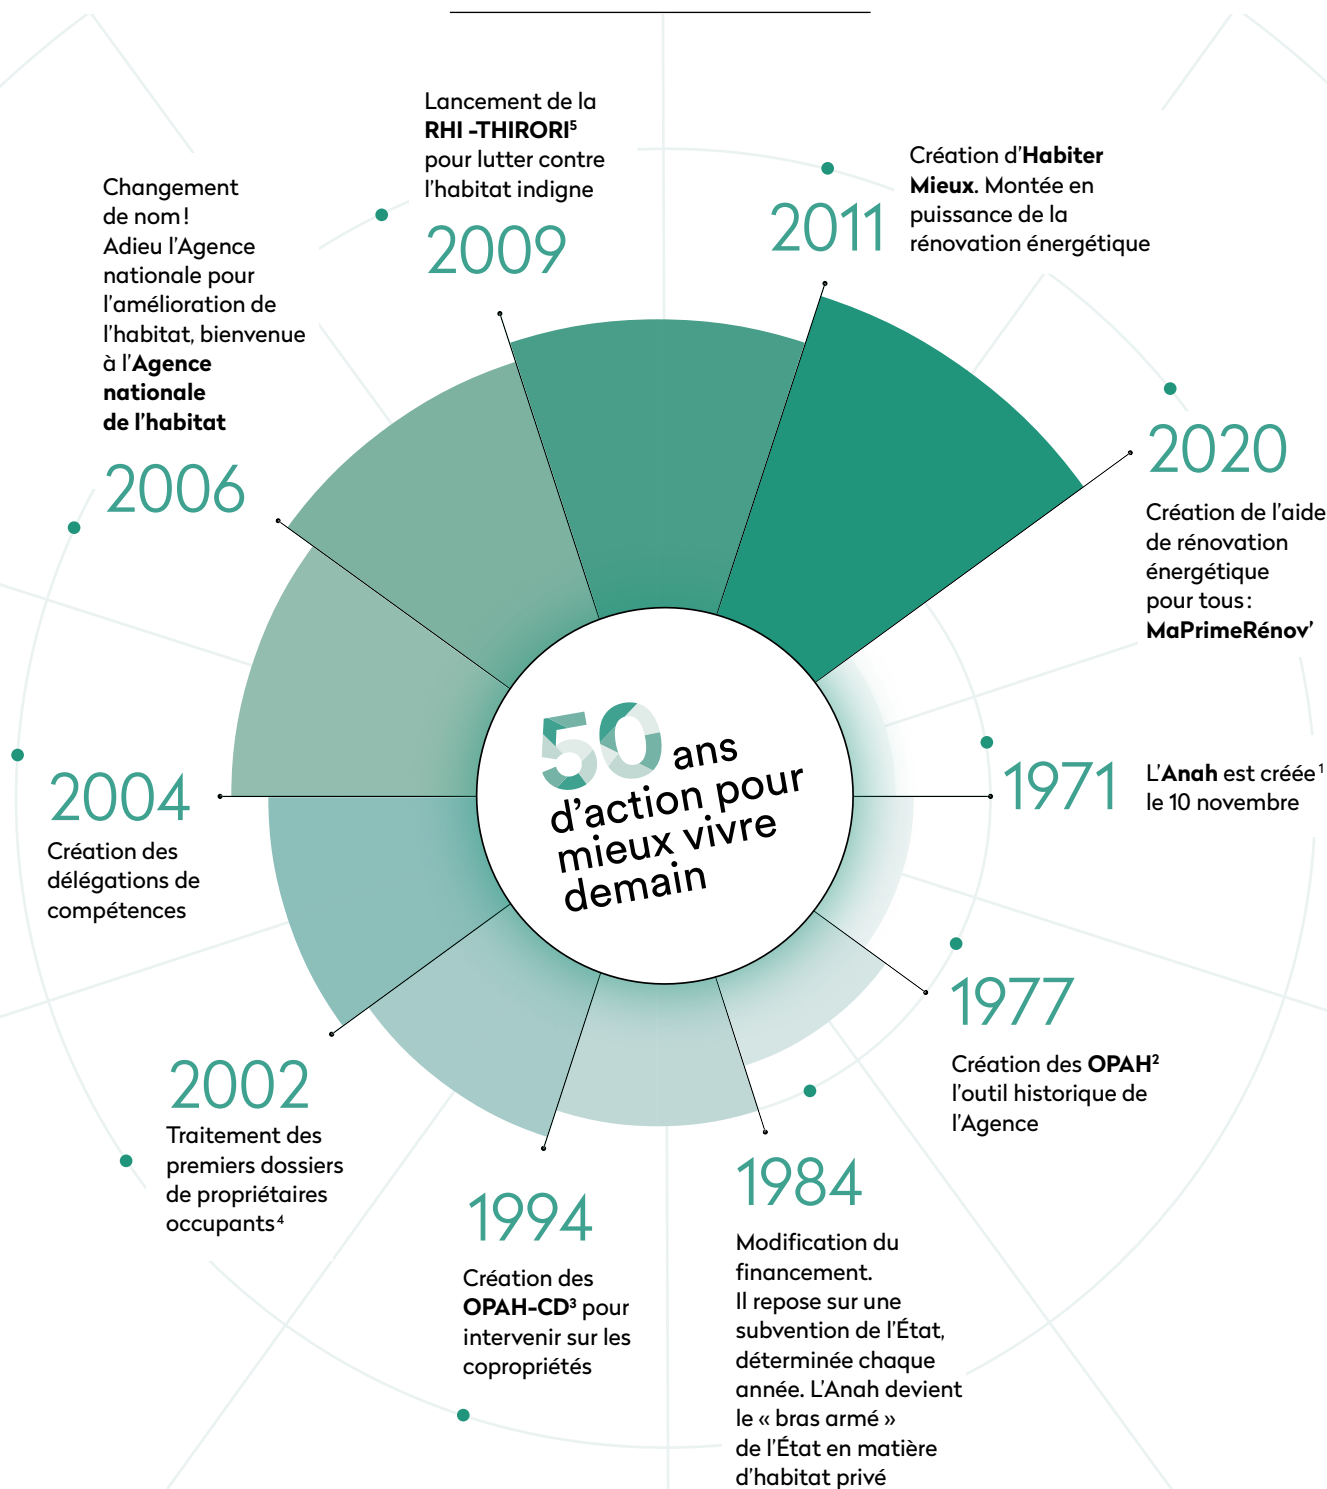 50 ans
d'action pour
mieux vivre
demain
1971
L'Anah est créée¹
le 10 novembre
1977
Création des OPAH²
l'outil historique de
l'Agence
1984
Modification du
financement.
Il repose sur une
subvention de l'État,
déterminée chaque
année. L'Anah devient
le « bras armé »
de l'État en matière
d'habitat privé
1994
Création des
OPAH-CD³ pour
intervenir sur les
copropriétés
2002
Traitement des
premiers dossiers
de propriétaires
occupants⁴
2004
Création des
délégations de
compétences
Changement
de nom !
Adieu l'Agence
nationale pour
l'amélioration de
l'habitat, bienvenue
à l'Agence
nationale
de l'habitat
2006
Lancement de la
RHI -THIRORI⁵
pour lutter contre
l'habitat indigne
2009
2011
Création d'Habiter
Mieux. Montée en
puissance de la
rénovation énergétique
2020
Création de l'aide
de rénovation
énergétique
pour tous :
MaPrimeRénov'